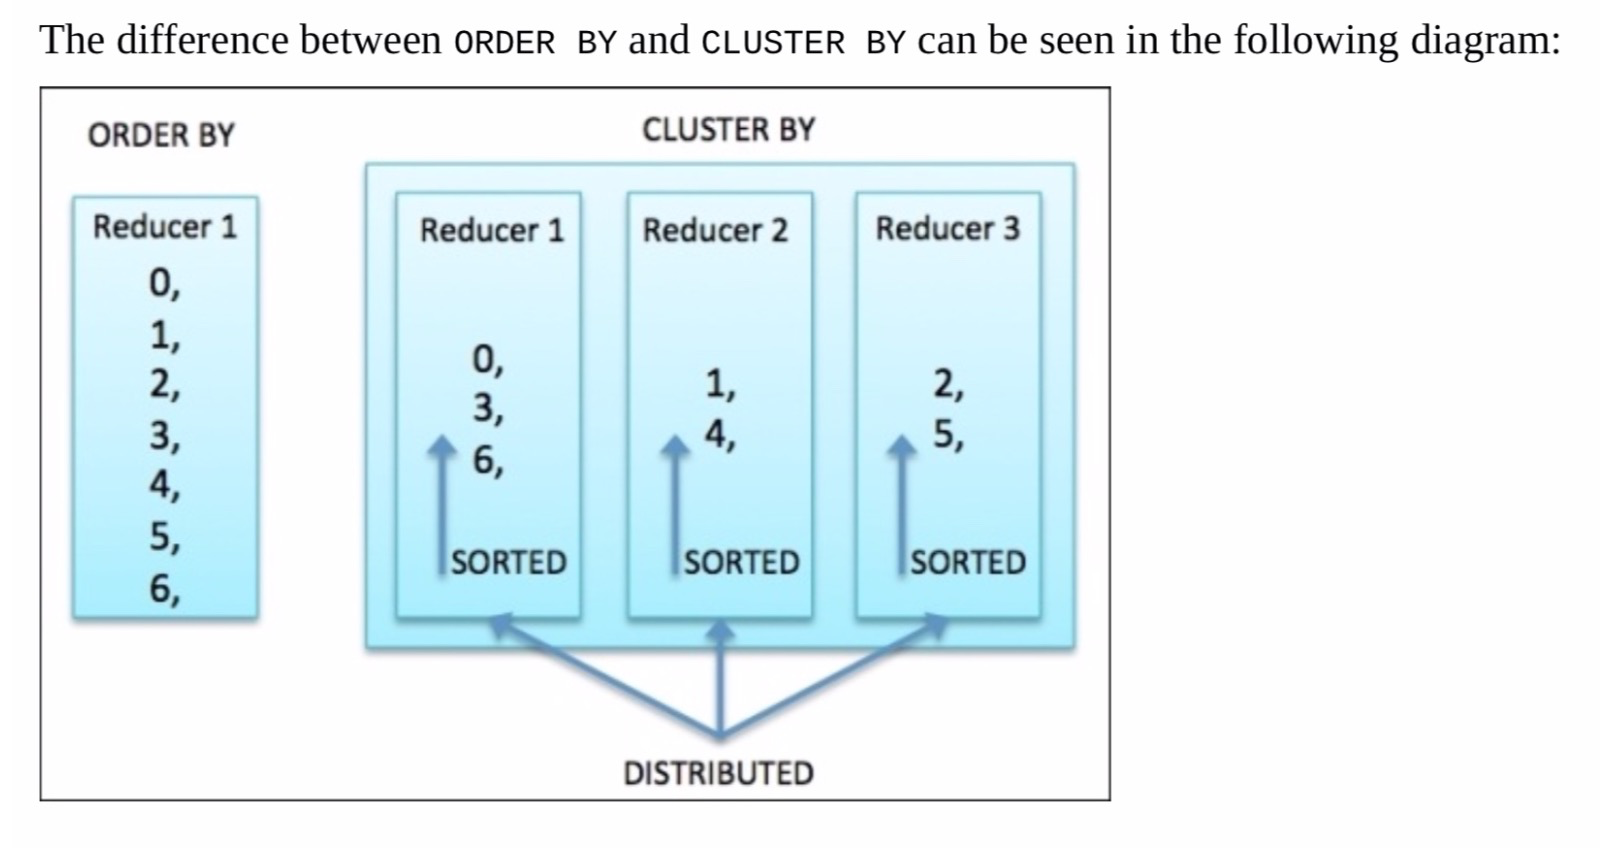 The difference between ORDER BY and CLUSTER BY can be seen in the following diagram:
ORDER BY
Reducer 1
0,
1,
2,
3,
4,
5,
6,
CLUSTER BY
Reducer 1
0,
3,
6,
SORTED
Reducer 2
1,
4,
SORTED
Reducer 3
2,
5,
SORTED
DISTRIBUTED